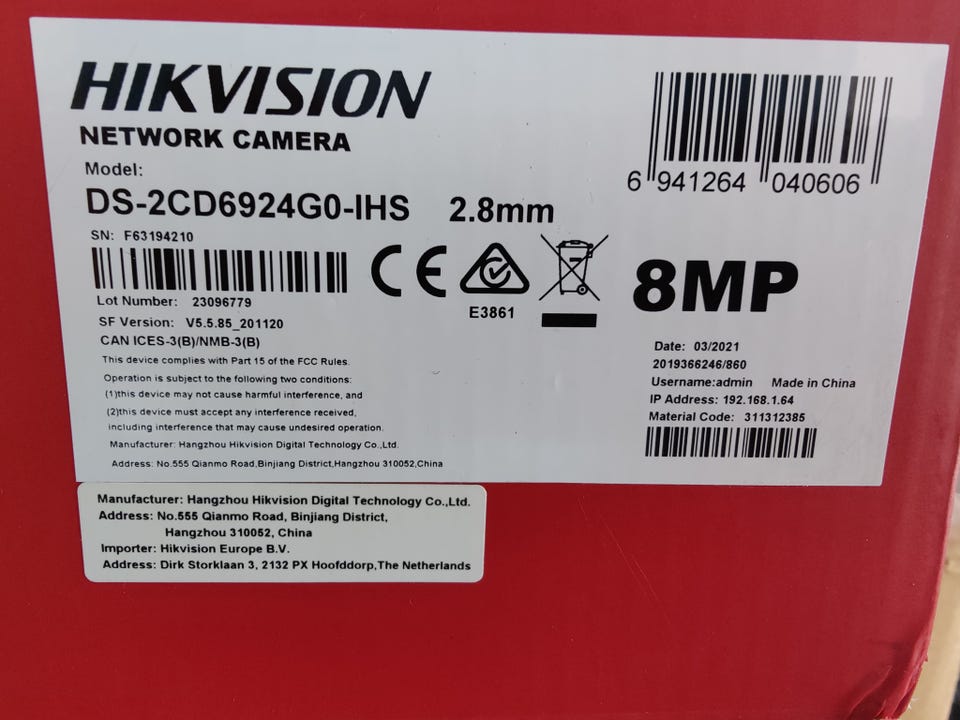 HIKVISION
NETWORK CAMERA
Model:
DS-2CD6924G0-IHS 2.8mm
SN: F63194210
Lot Number: 23096779
SF Version: V5.5.85_201120
CAN ICES-3(B)/NMB-3(B)
This device complies with Part 15 of the FCC Rules.
Operation is subject to the following two conditions:
(1)this device may not cause harmful interference, and
(2)this device must accept any interference received,
including interference that may cause undesired operation.
Manufacturer: Hangzhou Hikvision Digital Technology Co.,Ltd.
Address: No.555 Qianmo Road,Binjiang District,Hangzhou 310052,China
CE
E3861
6 941264 040606
8MP
Date: 03/2021
2019366246/860
Username:admin Made in China
IP Address: 192.168.1.64
Material Code: 311312385
Manufacturer: Hangzhou Hikvision Digital Technology Co.,Ltd.
Address: No.555 Qianmo Road, Binjiang District,
Hangzhou 310052, China
Importer: Hikvision Europe B.V.
Address: Dirk Storklaan 3, 2132 PX Hoofddorp,The Netherlands